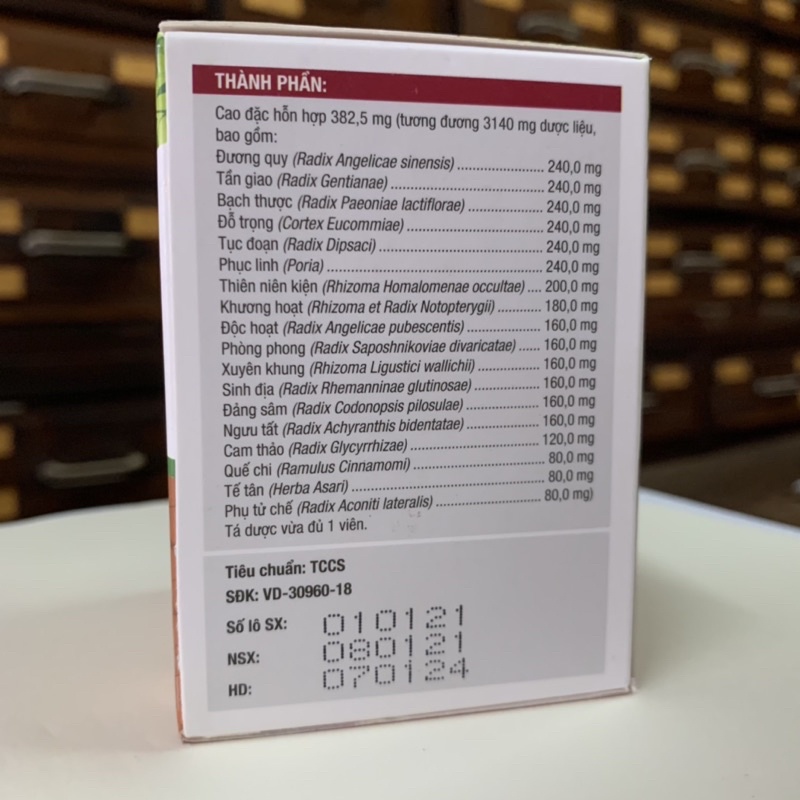 THÀNH PHẦN:
Cao đặc hỗn hợp 382,5 mg (tương đương 3140 mg dược liệu,
bao gồm:
Đương quy (Radix Angelicae sinensis) ........................ 240,0 mg
Tần giao (Radix Gentianae) ........................ 240,0 mg
Bạch thược (Radix Paeoniae lactiflorae) ........................ 240,0 mg
Đỗ trọng (Cortex Eucommiae) ........................ 240,0 mg
Tục đoạn (Radix Dipsaci) ........................ 240,0 mg
Phục linh (Poria) ........................ 240,0 mg
Thiên niên kiện (Rhizoma Homalomenae occultae) .... 200,0 mg
Khương hoạt (Rhizoma et Radix Notopterygii) ............ 180,0 mg
Độc hoạt (Radix Angelicae pubescentis) .................... 160,0 mg
Phòng phong (Radix Saposhnikoviae divaricatae) ...... 160,0 mg
Xuyên khung (Rhizoma Ligustici wallichii) ................... 160,0 mg
Sinh địa (Radix Rhemanninae glutinosae) ................... 160,0 mg
Đảng sâm (Radix Codonopsis pilosulae) ..................... 160,0 mg
Ngưu tất (Radix Achyranthis bidentatae) ..................... 160,0 mg
Cam thảo (Radix Glycyrrhizae) ........................ 120,0 mg
Quế chi (Ramulus Cinnamomi) ........................ 80,0 mg
Tế tân (Herba Asari) ........................ 80,0 mg
Phụ tử chế (Radix Aconiti lateralis) ........................ 80,0 mg)
Tá dược vừa đủ 1 viên.
Tiêu chuẩn: TCCS
SĐK: VD-30960-18
Số lô SX: 010121
NSX: 080121
HD: 070124